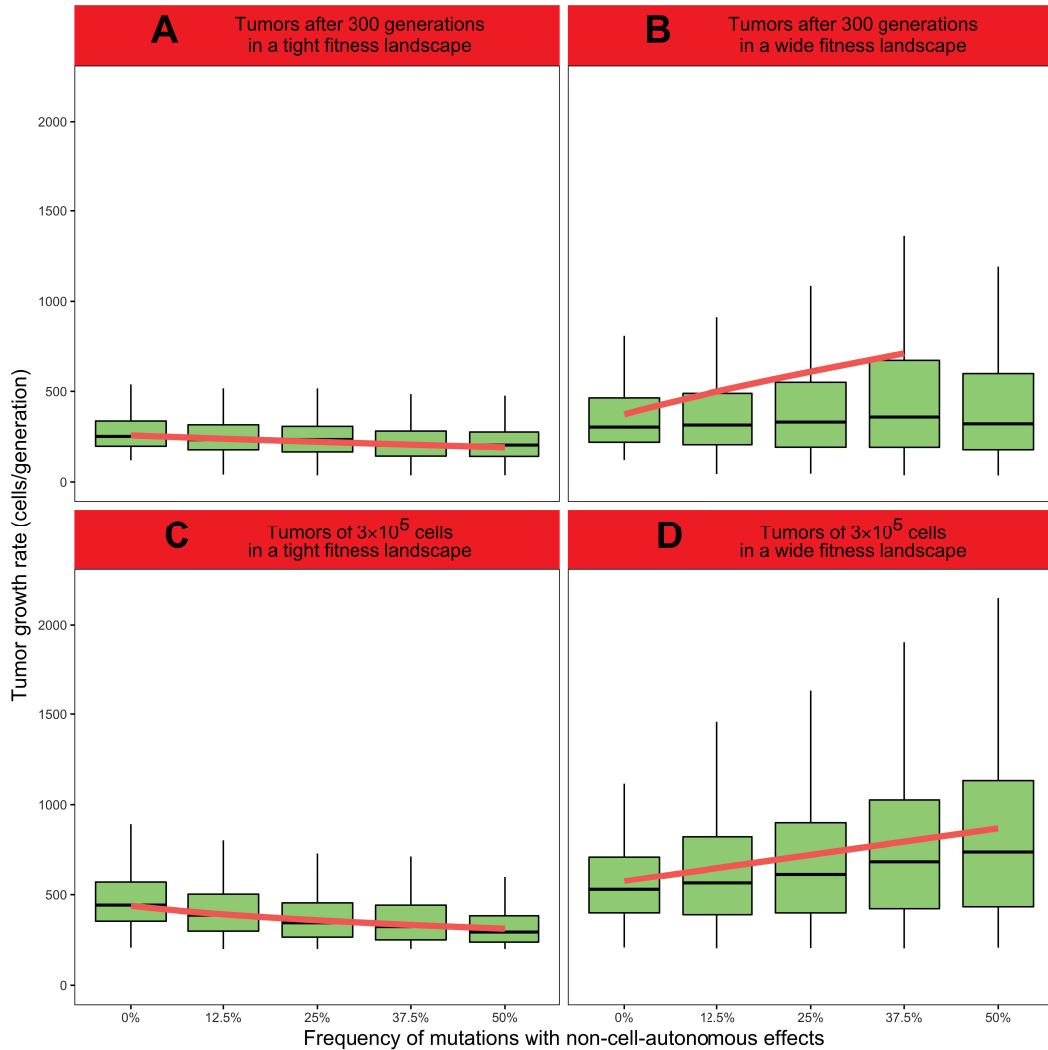 A
Tumors after 300 generations
in a tight fitness landscape
B
Tumors after 300 generations
in a wide fitness landscape
2000
1500
1000
500
0
C
Tumors of 3×10⁵ cells
in a tight fitness landscape
D
Tumors of 3×10⁵ cells
in a wide fitness landscape
2000
1500
1000
500
0
Tumor growth rate (cells/generation)
0% 12.5% 25% 37.5% 50%
0% 12.5% 25% 37.5% 50%
Frequency of mutations with non-cell-autonomous effects